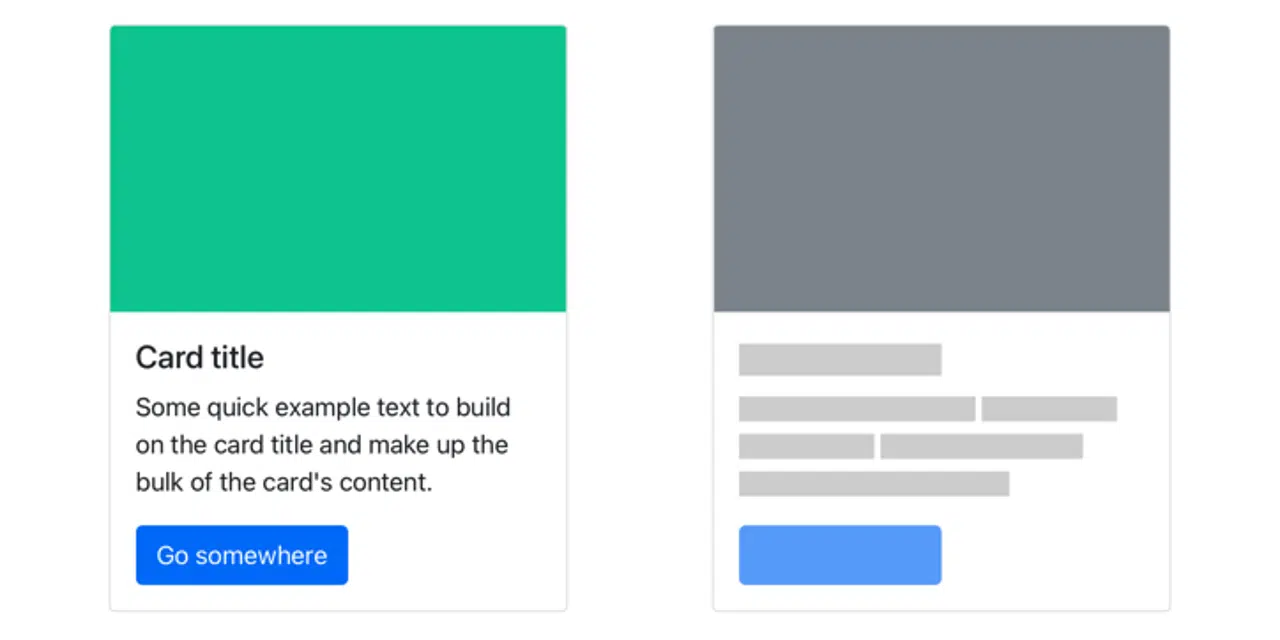 Card title
Some quick example text to build
on the card title and make up the
bulk of the card's content.
Go somewhere